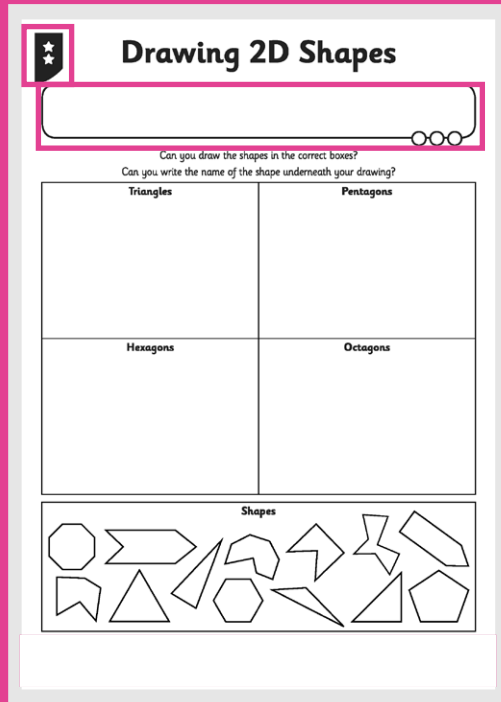 Drawing 2D Shapes
Can you draw the shapes in the correct boxes?
Can you write the name of the shape underneath your drawing?
Triangles
Pentagons
Hexagons
Octagons
Shapes